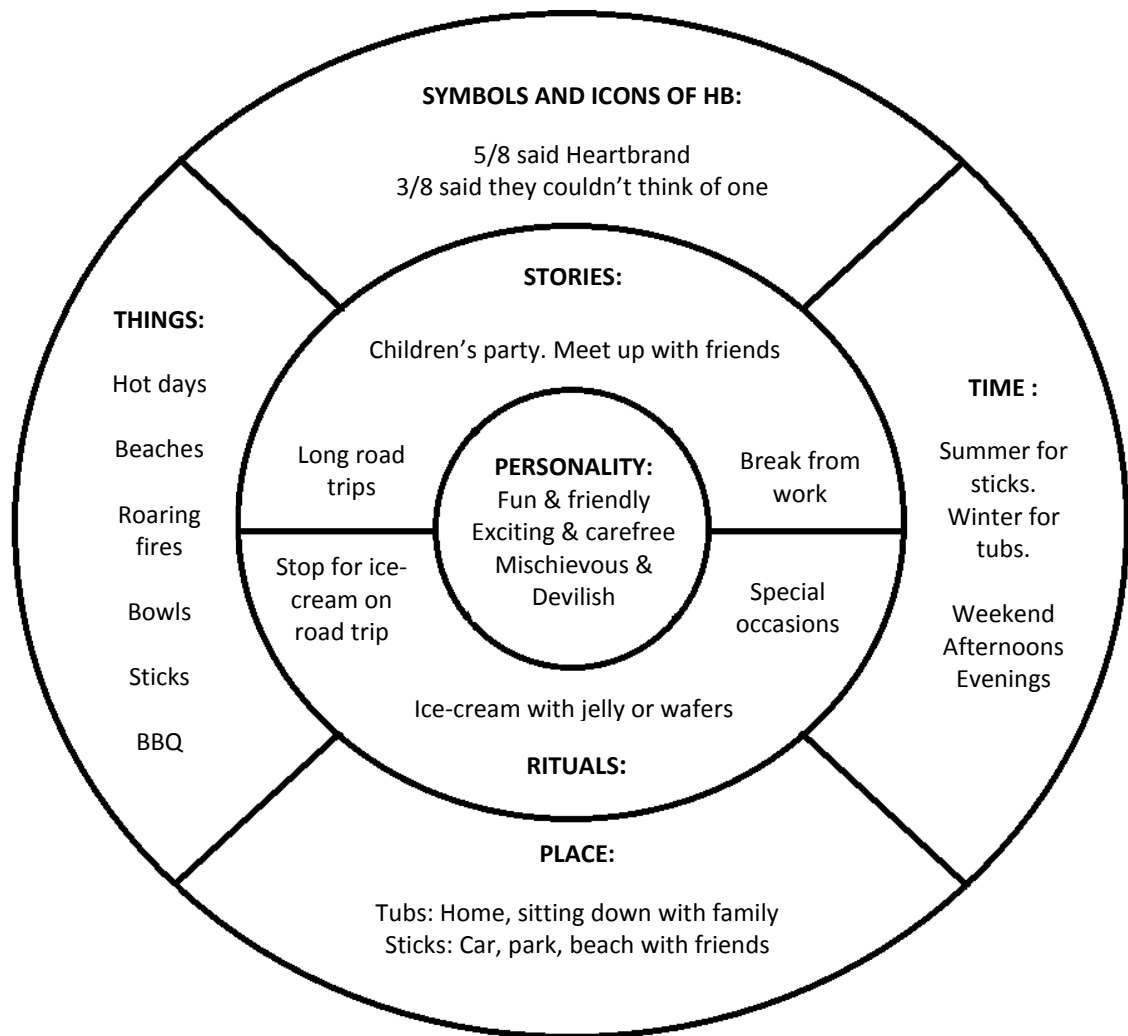 SYMBOLS AND ICONS OF HB:
5/8 said Heartbrand
3/8 said they couldn’t think of one
STORIES:
Children’s party. Meet up with friends
Long road
trips
Break from
work
PERSONALITY:
Fun & friendly
Exciting & carefree
Mischievous &
Devilish
Stop for ice-
cream on
road trip
Special
occasions
Ice-cream with jelly or wafers
RITUALS:
THINGS:
Hot days
Beaches
Roaring
fires
Bowls
Sticks
BBQ
TIME :
Summer for
sticks.
Winter for
tubs.
Weekend
Afternoons
Evenings
PLACE:
Tubs: Home, sitting down with family
Sticks: Car, park, beach with friends